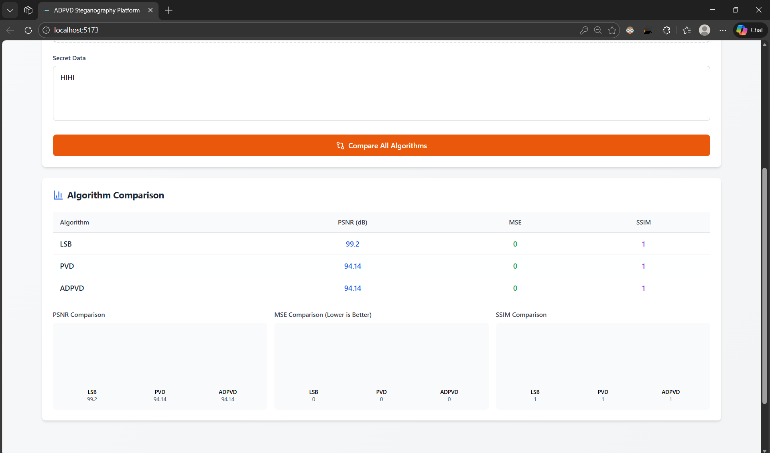 ADPVD Steganography Platform
localhost:5173
Chat
Secret Data
HIHI
Compare All Algorithms
Algorithm Comparison
Algorithm PSNR (dB) MSE SSIM
LSB 99.2 0 1
PVD 94.14 0 1
ADPVD 94.14 0 1
PSNR Comparison MSE Comparison (Lower is Better) SSIM Comparison
LSB PVD ADPVD LSB PVD ADPVD LSB PVD ADPVD
99.2 94.14 94.14 0 0 0 1 1 1